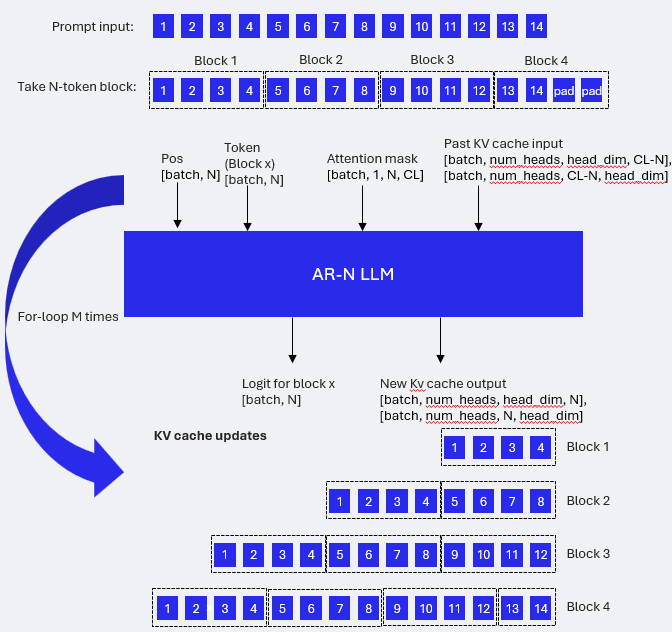 Prompt input: 1 2 3 4 5 6 7 8 9 10 11 12 13 14
Block 1 Block 2 Block 3 Block 4
Take N-token block: 1 2 3 4 5 6 7 8 9 10 11 12 13 14 pad pad
Pos
[batch, N]
Token
(Block x)
[batch, N]
Attention mask
[batch, 1, N, CL]
Past KV cache input
[batch, num_heads, head_dim, CL-N],
[batch, num_heads, CL-N, head_dim]
AR-N LLM
For-loop M times
Logit for block x
[batch, N]
New Kv cache output
[batch, num_heads, head_dim, N],
[batch, num_heads, N, head_dim]
KV cache updates
1 2 3 4 Block 1
1 2 3 4 5 6 7 8 Block 2
1 2 3 4 5 6 7 8 9 10 11 12 Block 3
1 2 3 4 5 6 7 8 9 10 11 12 13 14 Block 4